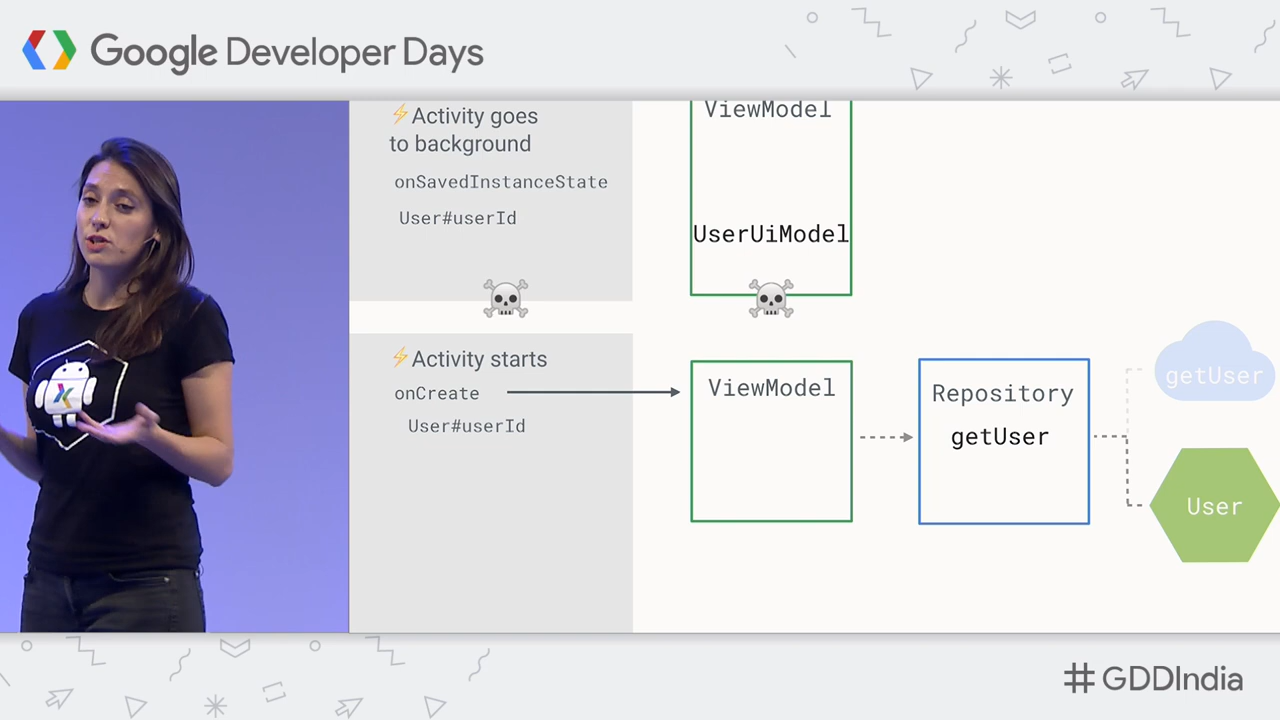 Google Developer Days
⚡Activity goes
to background
onSavedInstanceState
User#userId
ViewModel
UserUiModel
⚡Activity starts
onCreate
User#userId
ViewModel
Repository
getUser
getUser
User
#GDDIndia